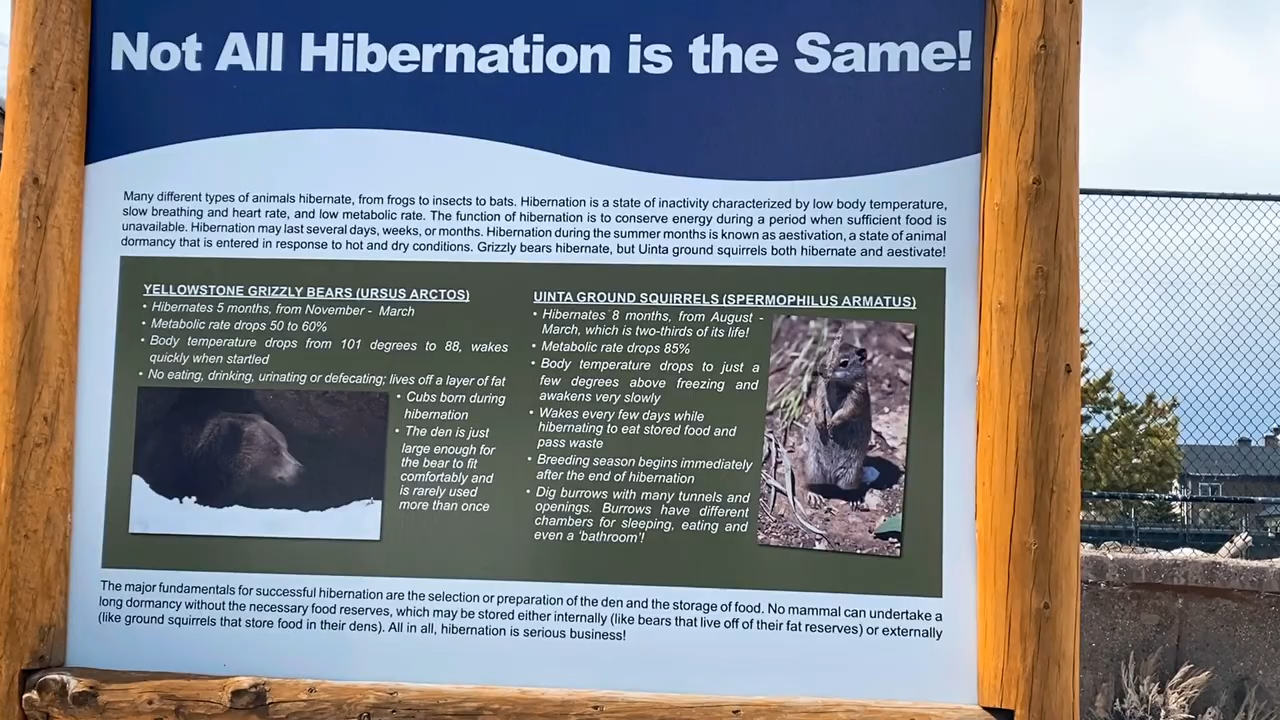 Not All Hibernation is the Same!
Many different types of animals hibernate, from frogs to insects to bats. Hibernation is a state of inactivity characterized by low body temperature,
slow breathing and heart rate, and low metabolic rate. The function of hibernation is to conserve energy during a period when sufficient food is
unavailable. Hibernation may last several days, weeks, or months. Hibernation during the summer months is known as aestivation, a state of animal
dormancy that is entered in response to hot and dry conditions. Grizzly bears hibernate, but Uinta ground squirrels both hibernate and aestivate!
YELLOWSTONE GRIZZLY BEARS (URSUS ARCTOS)
• Hibernates 5 months, from November - March
• Metabolic rate drops 50 to 60%
• Body temperature drops from 101 degrees to 88, wakes
quickly when startled
• No eating, drinking, urinating or defecating; lives off a layer of fat
• Cubs born during
hibernation
• The den is just
large enough for
the bear to fit
comfortably and
is rarely used
more than once
UINTA GROUND SQUIRRELS (SPERMOPHILUS ARMATUS)
• Hibernates 8 months, from August -
March, which is two-thirds of its life!
• Metabolic rate drops 85%
• Body temperature drops to just a
few degrees above freezing and
awakens very slowly
• Wakes every few days while
hibernating to eat stored food and
pass waste
• Breeding season begins immediately
after the end of hibernation
• Dig burrows with many tunnels and
openings. Burrows have different
chambers for sleeping, eating and
even a 'bathroom'!
The major fundamentals for successful hibernation are the selection or preparation of the den and the storage of food. No mammal can undertake a
long dormancy without the necessary food reserves, which may be stored either internally (like bears that live off of their fat reserves) or externally
(like ground squirrels that store food in their dens). All in all, hibernation is serious business!